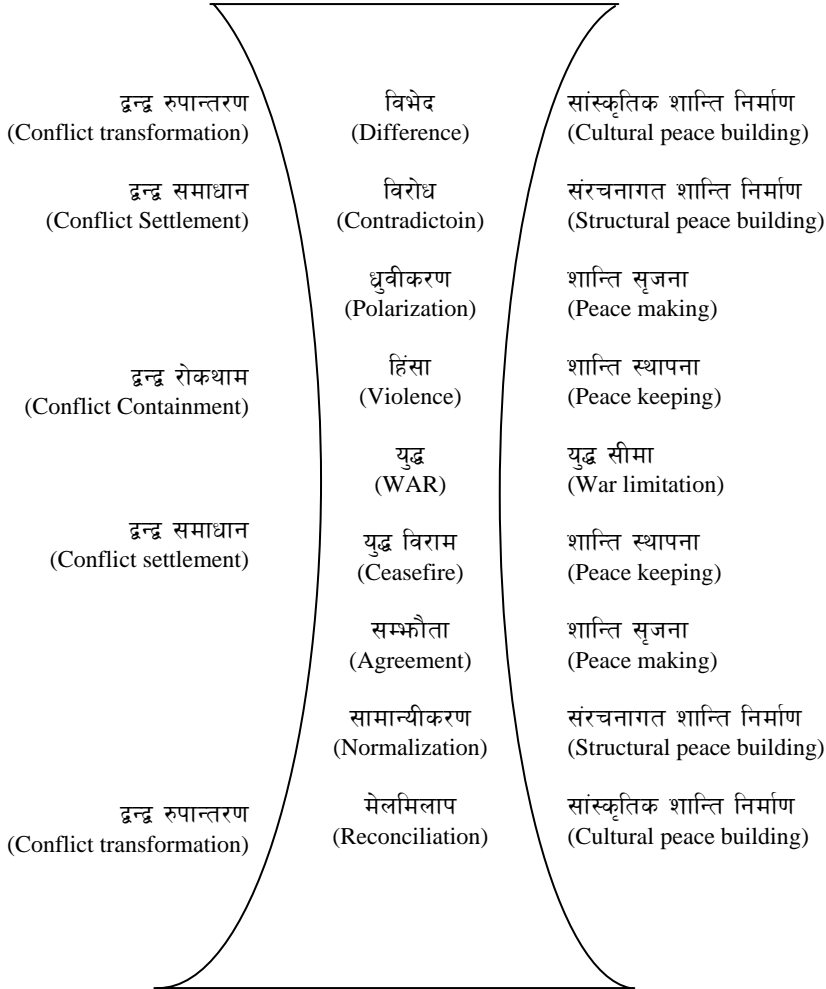 द्वन्द्व रुपान्तरण
(Conflict transformation)
विभेद
(Difference)
सांस्कृतिक शान्ति निर्माण
(Cultural peace building)
द्वन्द्व समाधान
(Conflict Settlement)
विरोध
(Contradictoin)
संरचनागत शान्ति निर्माण
(Structural peace building)
ध्रुवीकरण
(Polarization)
शान्ति सृजना
(Peace making)
द्वन्द्व रोकथाम
(Conflict Containment)
हिंसा
(Violence)
शान्ति स्थापना
(Peace keeping)
युद्ध
(WAR)
युद्ध सीमा
(War limitation)
द्वन्द्व समाधान
(Conflict settlement)
युद्ध विराम
(Ceasefire)
शान्ति स्थापना
(Peace keeping)
सम्झौता
(Agreement)
शान्ति सृजना
(Peace making)
सामान्यीकरण
(Normalization)
संरचनागत शान्ति निर्माण
(Structural peace building)
द्वन्द्व रुपान्तरण
(Conflict transformation)
मेलमिलाप
(Reconciliation)
सांस्कृतिक शान्ति निर्माण
(Cultural peace building)